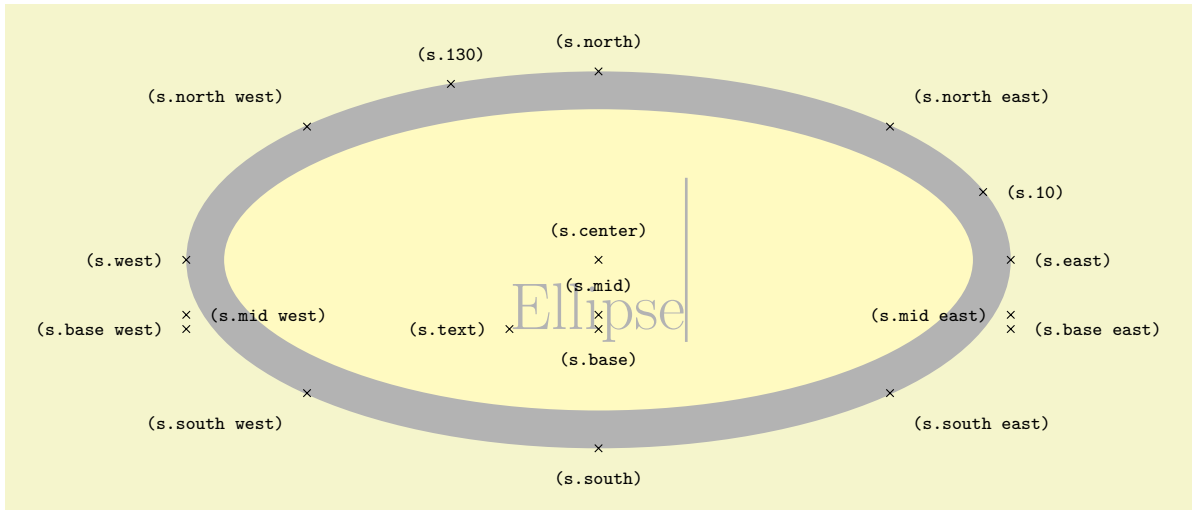 (s.north)
(s.130)
(s.north west)
(s.north east)
(s.10)
(s.center)
(s.west)
(s.east)
(s.mid)
Ellipse
(s.mid west)
(s.mid east)
(s.base west)
(s.text)
(s.base east)
(s.base)
(s.south west)
(s.south east)
(s.south)